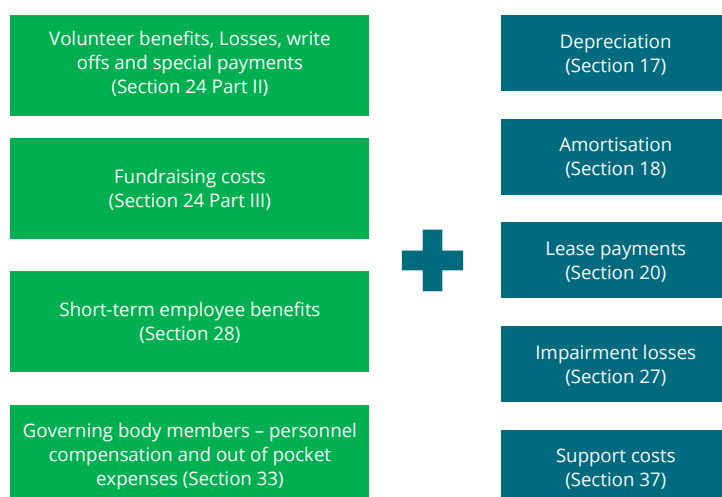 Volunteer benefits, Losses, write
offs and special payments
(Section 24 Part II)
Fundraising costs
(Section 24 Part III)
Short-term employee benefits
(Section 28)
Governing body members – personnel
compensation and out of pocket
expenses (Section 33)
Depreciation
(Section 17)
Amortisation
(Section 18)
Lease payments
(Section 20)
Impairment losses
(Section 27)
Support costs
(Section 37)